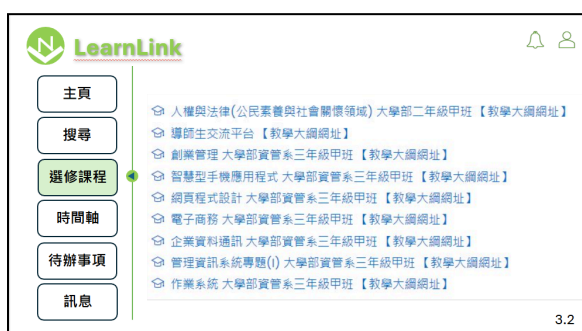 LearnLink
主頁
搜尋
選修課程
時間軸
待辦事項
訊息
人權與法律(公民素養與社會關懷領域) 大學部二年級甲班【教學大綱網址】
導師生交流平台【教學大綱網址】
創業管理 大學部資管系三年級甲班【教學大綱網址】
智慧型手機應用程式 大學部資管系三年級甲班【教學大綱網址】
網頁程式設計 大學部資管系三年級甲班【教學大綱網址】
電子商務 大學部資管系三年級甲班【教學大綱網址】
企業資料通訊 大學部資管系三年級甲班【教學大綱網址】
管理資訊系統專題(I) 大學部資管系三年級甲班【教學大綱網址】
作業系統 大學部資管系三年級甲班【教學大綱網址】
3.2